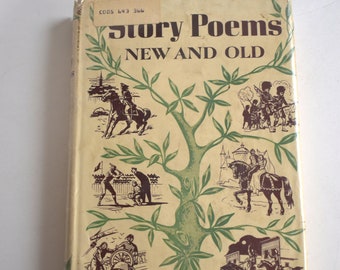 Story Poems
NEW AND OLD